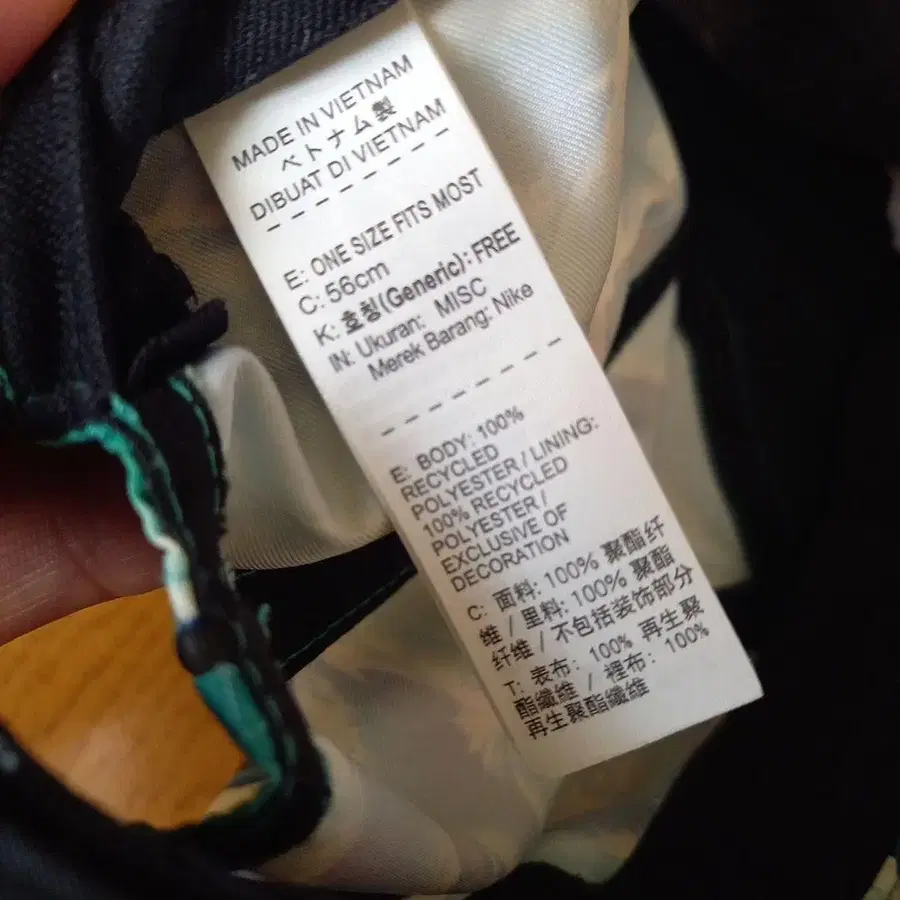 MADE IN VIETNAM
ベトナム製
DIBUAT DI VIETNAM
E: ONE SIZE FITS MOST
C: 56cm
K: 호칭(Generic): FREE
IN: Ukuran: MISC
Merek Barang: Nike
E: BODY: 100%
RECYCLED
POLYESTER / LINING:
100% RECYCLED
POLYESTER /
EXCLUSIVE OF
DECORATION
C: 面料: 100% 聚酯纤
维 / 里料: 100% 聚酯
纤维 / 不包括装饰部分
T: 表布: 100% 再生聚
酯纖維 / 裡布: 100%
再生聚酯纖維